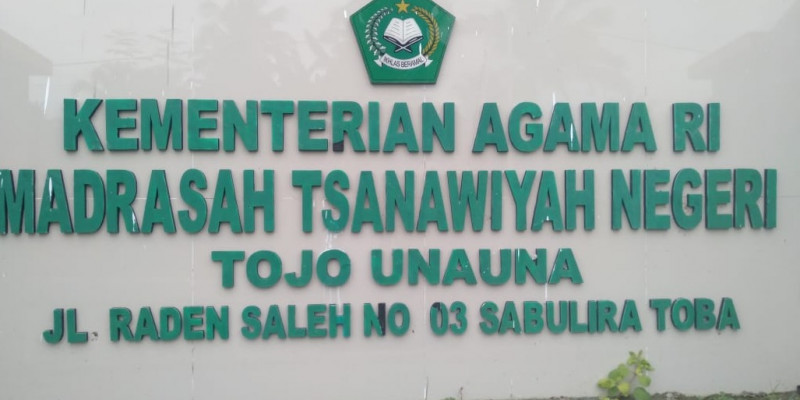 IKHLAS BERAMAL
KEMENTERIAN AGAMA RI
MADRASAH TSANAWIYAH NEGERI
TOJO UNAUNA
JL. RADEN SALEH NO 03 SABULIRA TOBA